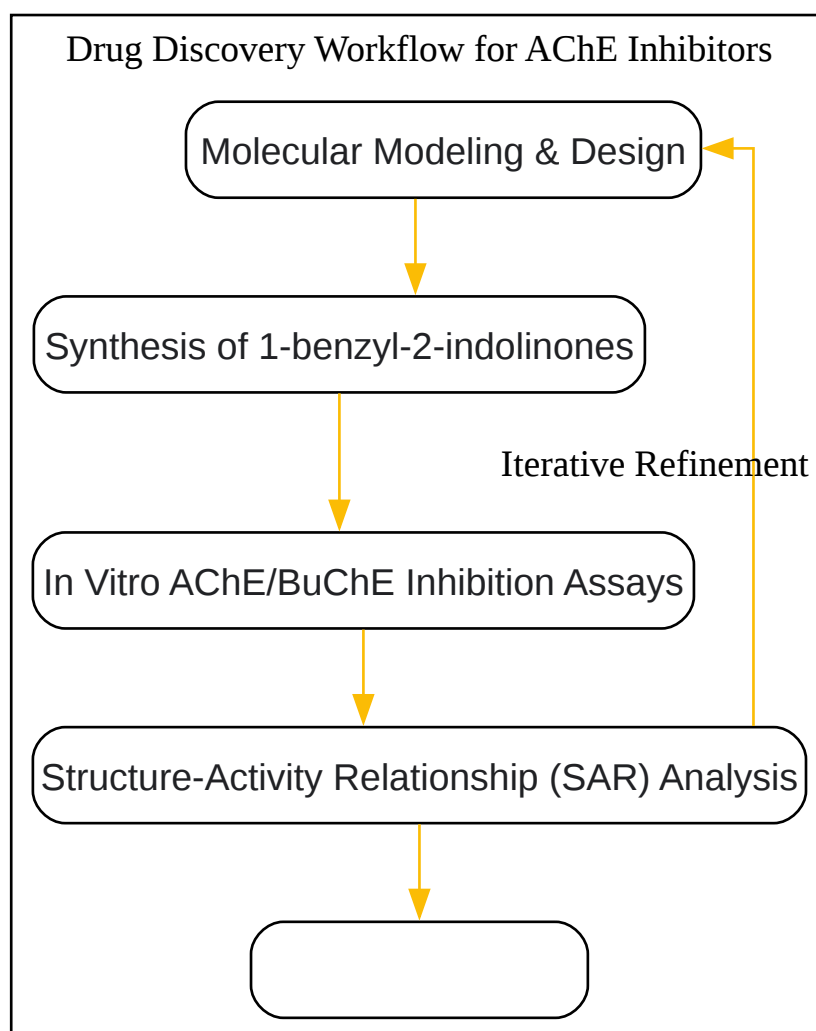 Drug Discovery Workflow for AChE Inhibitors
Molecular Modeling & Design
Synthesis of 1-benzyl-2-indolinones
Iterative Refinement
In Vitro AChE/BuChE Inhibition Assays
Structure-Activity Relationship (SAR) Analysis